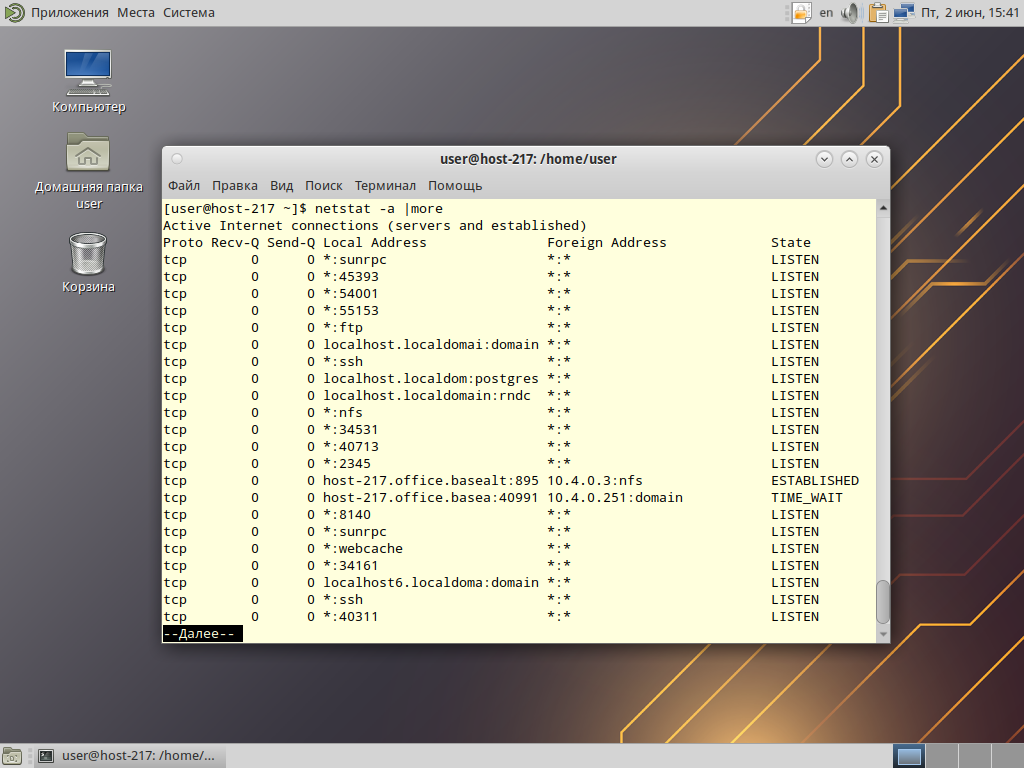 Приложения Места Система
en Пт, 2 июн, 15:41
Компьютер
Домашняя папка
user
Корзина
user@host-217: /home/user
Файл Правка Вид Поиск Терминал Помощь
[user@host-217 ~]$ netstat -a |more
Active Internet connections (servers and established)
Proto Recv-Q Send-Q Local Address Foreign Address State
tcp 0 0 *:sunrpc *:* LISTEN
tcp 0 0 *:45393 *:* LISTEN
tcp 0 0 *:54001 *:* LISTEN
tcp 0 0 *:55153 *:* LISTEN
tcp 0 0 *:ftp *:* LISTEN
tcp 0 0 localhost.localdomai:domain *:* LISTEN
tcp 0 0 *:ssh *:* LISTEN
tcp 0 0 localhost.localdom:postgres *:* LISTEN
tcp 0 0 localhost.localdomain:rndc *:* LISTEN
tcp 0 0 *:nfs *:* LISTEN
tcp 0 0 *:34531 *:* LISTEN
tcp 0 0 *:40713 *:* LISTEN
tcp 0 0 *:2345 *:* LISTEN
tcp 0 0 host-217.office.basealt:895 10.4.0.3:nfs ESTABLISHED
tcp 0 0 host-217.office.basea:40991 10.4.0.251:domain TIME_WAIT
tcp 0 0 *:8140 *:* LISTEN
tcp 0 0 *:sunrpc *:* LISTEN
tcp 0 0 *:webcache *:* LISTEN
tcp 0 0 *:34161 *:* LISTEN
tcp 0 0 localhost6.localdoma:domain *:* LISTEN
tcp 0 0 *:ssh *:* LISTEN
tcp 0 0 *:40311 *:* LISTEN
--Далее--
user@host-217: /home/...